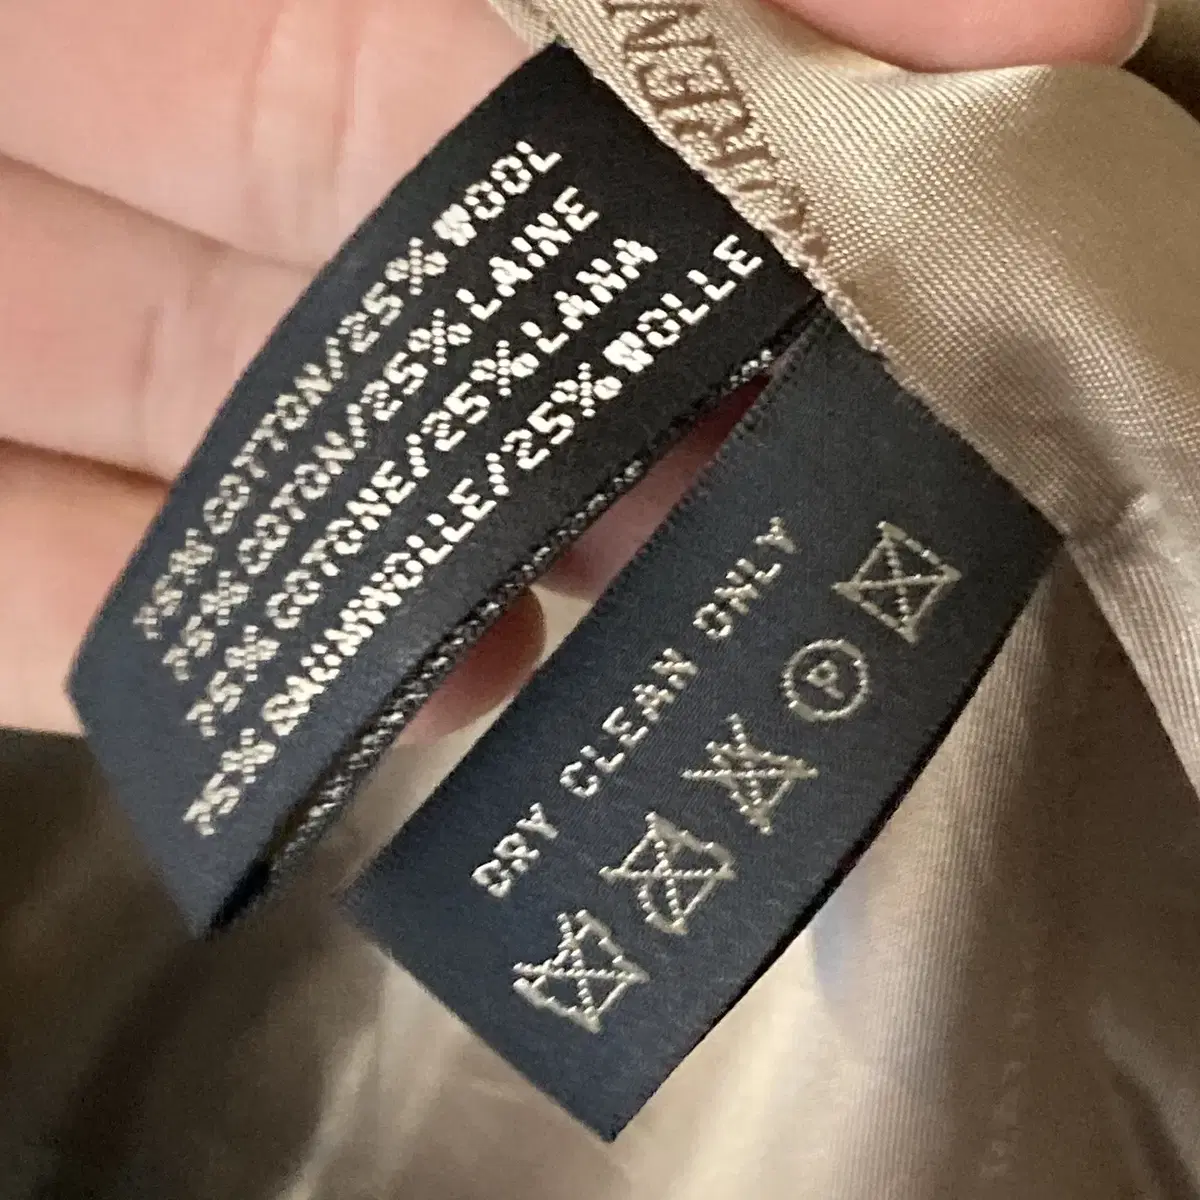 75% COTTON/25% WOOL
75% COTON/25% LAINE
75% COTONE/25% LANA
75% BAUMWOLLE/25% WOLLE
DRY CLEAN ONLY
P